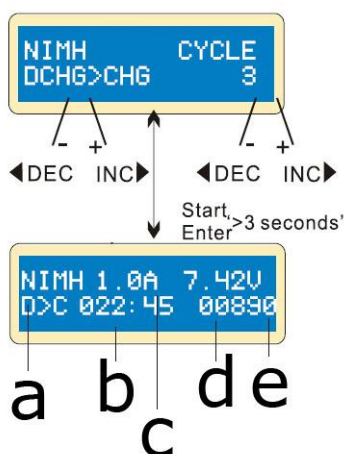 NIMH CYCLE
DCHG>CHG 3
- + - +
◀DEC INC▶ ◀DEC INC▶
Start,
Enter >3 seconds'
NIMH 1.0A 7.42V
D>C 022:45 00890
a b c d e